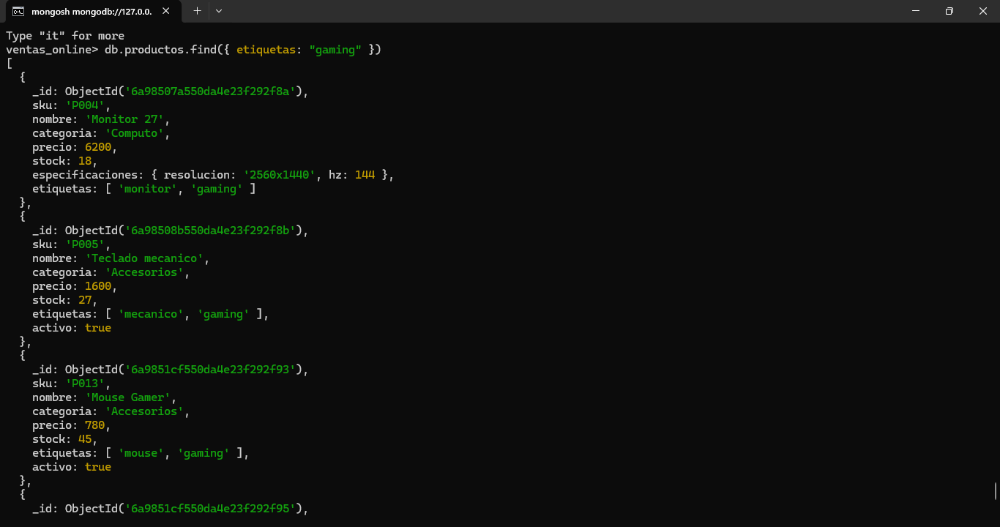 mongosh mongodb://127.0.0.
Type "it" for more
ventas_online> db.productos.find({ etiquetas: "gaming" })
[
  {
    _id: ObjectId('6a98507a550da4e23f292f8a'),
    sku: 'P004',
    nombre: 'Monitor 27',
    categoria: 'Computo',
    precio: 6200,
    stock: 18,
    especificaciones: { resolucion: '2560x1440', hz: 144 },
    etiquetas: [ 'monitor', 'gaming' ]
  },
  {
    _id: ObjectId('6a98508b550da4e23f292f8b'),
    sku: 'P005',
    nombre: 'Teclado mecanico',
    categoria: 'Accesorios',
    precio: 1600,
    stock: 27,
    etiquetas: [ 'mecanico', 'gaming' ],
    activo: true
  },
  {
    _id: ObjectId('6a9851cf550da4e23f292f93'),
    sku: 'P013',
    nombre: 'Mouse Gamer',
    categoria: 'Accesorios',
    precio: 780,
    stock: 45,
    etiquetas: [ 'mouse', 'gaming' ],
    activo: true
  },
  {
    _id: ObjectId('6a9851cf550da4e23f292f95'),